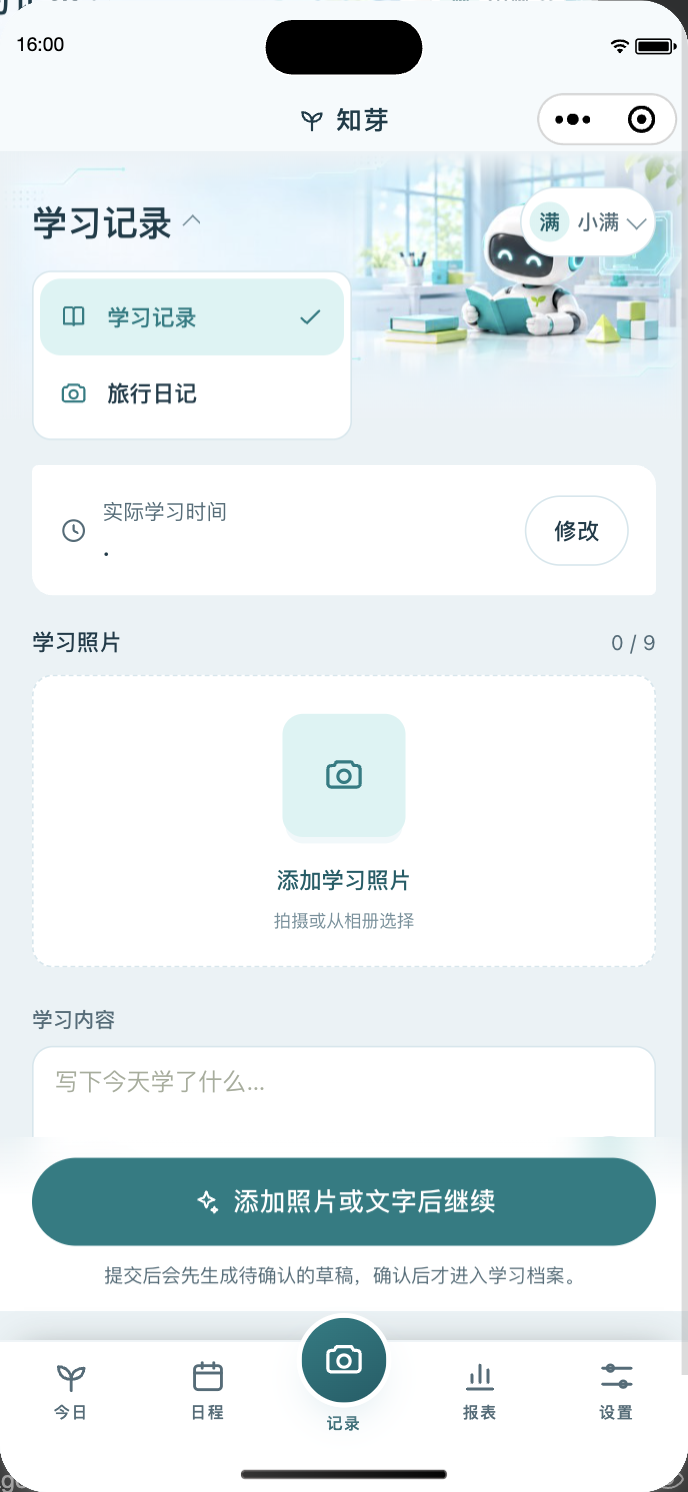 16:00
知芽
学习记录
满 小满
学习记录
旅行日记
实际学习时间
.
修改
学习照片
0 / 9
添加学习照片
拍摄或从相册选择
学习内容
写下今天学了什么...
添加照片或文字后继续
提交后会先生成待确认的草稿，确认后才进入学习档案。
今日
日程
记录
报表
设置